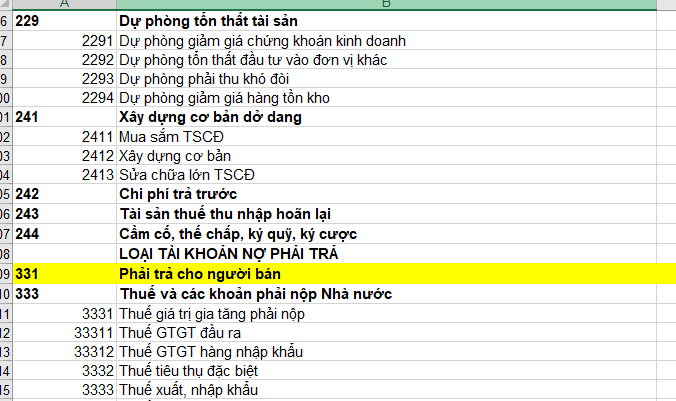 A B
6 229 Dự phòng tổn thất tài sản
7 2291 Dự phòng giảm giá chứng khoán kinh doanh
8 2292 Dự phòng tổn thất đầu tư vào đơn vị khác
9 2293 Dự phòng phải thu khó đòi
00 2294 Dự phòng giảm giá hàng tồn kho
01 241 Xây dựng cơ bản dở dang
02 2411 Mua sắm TSCĐ
03 2412 Xây dựng cơ bản
04 2413 Sửa chữa lớn TSCĐ
05 242 Chi phí trả trước
06 243 Tài sản thuế thu nhập hoãn lại
07 244 Cầm cố, thế chấp, ký quỹ, ký cược
08 LOẠI TÀI KHOẢN NỢ PHẢI TRẢ
09 331 Phải trả cho người bán
10 333 Thuế và các khoản phải nộp Nhà nước
11 3331 Thuế giá trị gia tăng phải nộp
12 33311 Thuế GTGT đầu ra
13 33312 Thuế GTGT hàng nhập khẩu
14 3332 Thuế tiêu thụ đặc biệt
15 3333 Thuế xuất, nhập khẩu